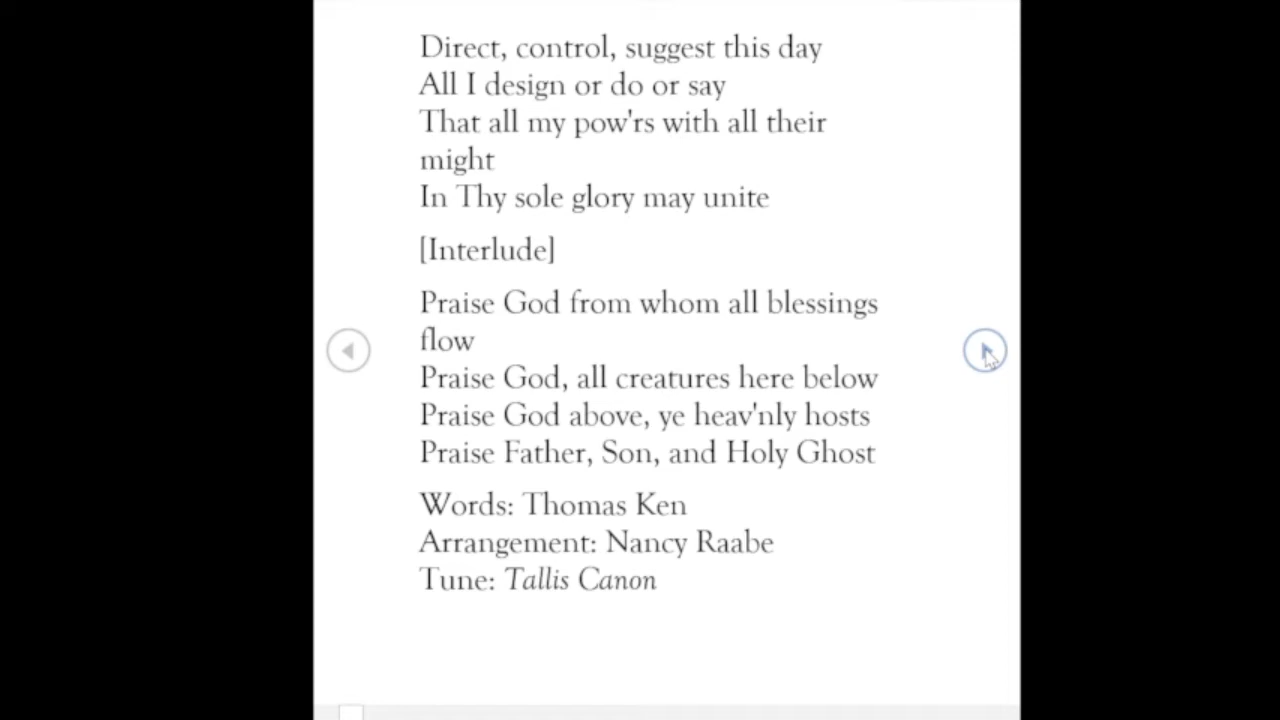 Direct, control, suggest this day
All I design or do or say
That all my pow'rs with all their
might
In Thy sole glory may unite
[Interlude]
Praise God from whom all blessings
flow
Praise God, all creatures here below
Praise God above, ye heav'nly hosts
Praise Father, Son, and Holy Ghost
Words: Thomas Ken
Arrangement: Nancy Raabe
Tune: Tallis Canon